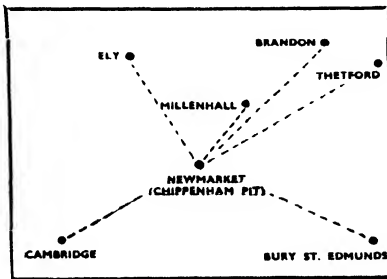 BRANDON
ELY
THETFORD
MILLENHALL
NEWMARKET
(CHIPPENHAM PIT)
CAMBRIDGE
BURY ST. EDMUNDS